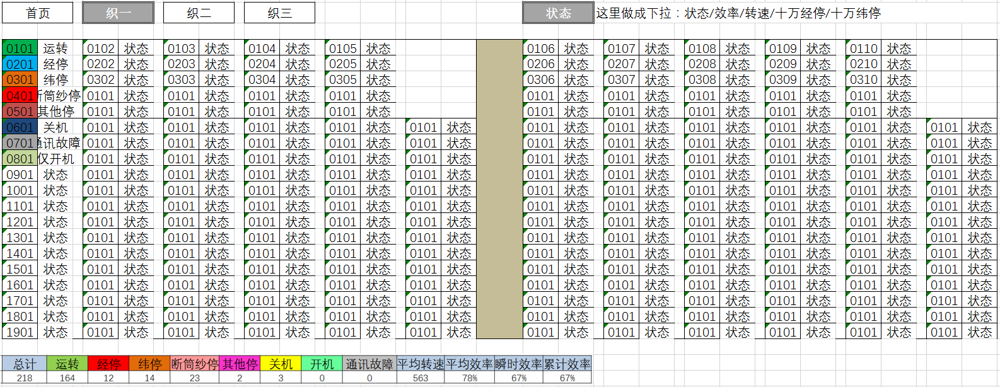 首页 织一 织二 织三 状态 这里做成下拉：状态/效率/转速/十万经停/十万纬停
0101 运转 0102 状态 0103 状态 0104 状态 0105 状态 0106 状态 0107 状态 0108 状态 0109 状态 0110 状态
0201 经停 0202 状态 0203 状态 0204 状态 0205 状态 0206 状态 0207 状态 0208 状态 0209 状态 0210 状态
0301 纬停 0302 状态 0303 状态 0304 状态 0305 状态 0306 状态 0307 状态 0308 状态 0309 状态 0310 状态
0401 断筒纱停 0101 状态 0101 状态 0101 状态 0101 状态 0101 状态 0101 状态 0101 状态 0101 状态 0101 状态
0501 其他停 0101 状态 0101 状态 0101 状态 0101 状态 0101 状态 0101 状态 0101 状态 0101 状态 0101 状态
0601 关机 0101 状态 0101 状态 0101 状态 0101 状态 0101 状态 0101 状态 0101 状态 0101 状态 0101 状态 0101 状态 0101 状态
0701 通讯故障 0101 状态 0101 状态 0101 状态 0101 状态 0101 状态 0101 状态 0101 状态 0101 状态 0101 状态 0101 状态 0101 状态
0801 仅开机 0101 状态 0101 状态 0101 状态 0101 状态 0101 状态 0101 状态 0101 状态 0101 状态 0101 状态 0101 状态 0101 状态
0901 状态 0101 状态 0101 状态 0101 状态 0101 状态 0101 状态 0101 状态 0101 状态 0101 状态 0101 状态 0101 状态 0101 状态
1001 状态 0101 状态 0101 状态 0101 状态 0101 状态 0101 状态 0101 状态 0101 状态 0101 状态 0101 状态 0101 状态 0101 状态
1101 状态 0101 状态 0101 状态 0101 状态 0101 状态 0101 状态 0101 状态 0101 状态 0101 状态 0101 状态 0101 状态 0101 状态
1201 状态 0101 状态 0101 状态 0101 状态 0101 状态 0101 状态 0101 状态 0101 状态 0101 状态 0101 状态 0101 状态 0101 状态
1301 状态 0101 状态 0101 状态 0101 状态 0101 状态 0101 状态 0101 状态 0101 状态 0101 状态 0101 状态 0101 状态 0101 状态
1401 状态 0101 状态 0101 状态 0101 状态 0101 状态 0101 状态 0101 状态 0101 状态 0101 状态 0101 状态 0101 状态 0101 状态
1501 状态 0101 状态 0101 状态 0101 状态 0101 状态 0101 状态 0101 状态 0101 状态 0101 状态 0101 状态 0101 状态 0101 状态
1601 状态 0101 状态 0101 状态 0101 状态 0101 状态 0101 状态 0101 状态 0101 状态 0101 状态 0101 状态 0101 状态 0101 状态
1701 状态 0101 状态 0101 状态 0101 状态 0101 状态 0101 状态 0101 状态 0101 状态 0101 状态 0101 状态 0101 状态 0101 状态
1801 状态 0101 状态 0101 状态 0101 状态 0101 状态 0101 状态 0101 状态 0101 状态 0101 状态 0101 状态 0101 状态 0101 状态
1901 状态 0101 状态 0101 状态 0101 状态 0101 状态 0101 状态 0101 状态 0101 状态 0101 状态 0101 状态 0101 状态 0101 状态
总计 运转 经停 纬停 断筒纱停 其他停 关机 开机 通讯故障 平均转速 平均效率 瞬时效率 累计效率
218 164 12 14 23 2 3 0 0 563 78% 67% 67%